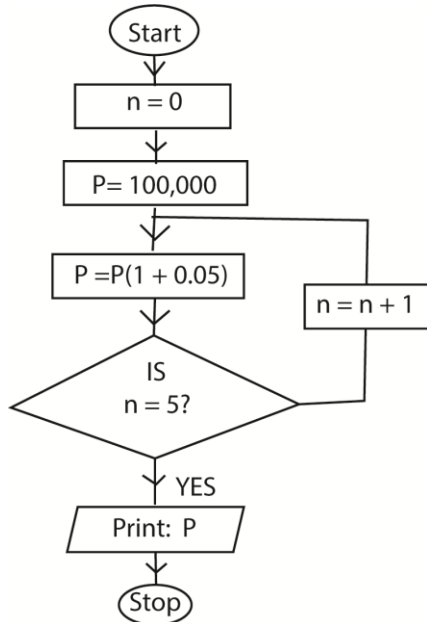 Start
n = 0
P= 100,000
P =P(1 + 0.05)
n = n + 1
IS
n = 5?
YES
Print: P
Stop